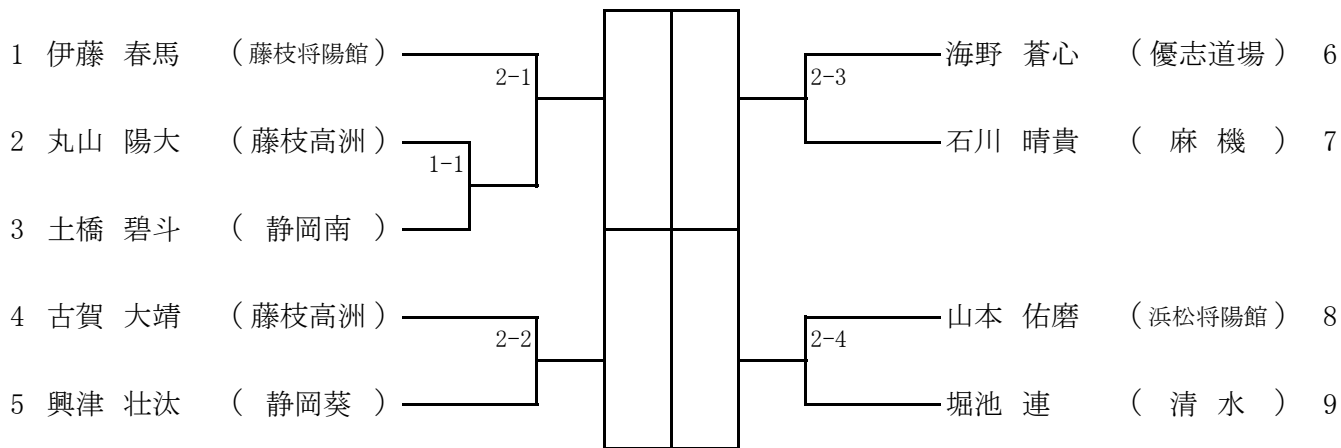 1 伊藤 春馬 （藤枝将陽館）
2-1
2 丸山 陽大 （藤枝高洲）
1-1
3 土橋 碧斗 （ 静岡南 ）
4 古賀 大靖 （藤枝高洲）
2-2
5 興津 壮汰 （ 静岡葵 ）
海野 蒼心 （優志道場） 6
2-3
石川 晴貴 （ 麻機 ） 7
山本 佑磨 （浜松将陽館） 8
2-4
堀池 連 （ 清水 ） 9